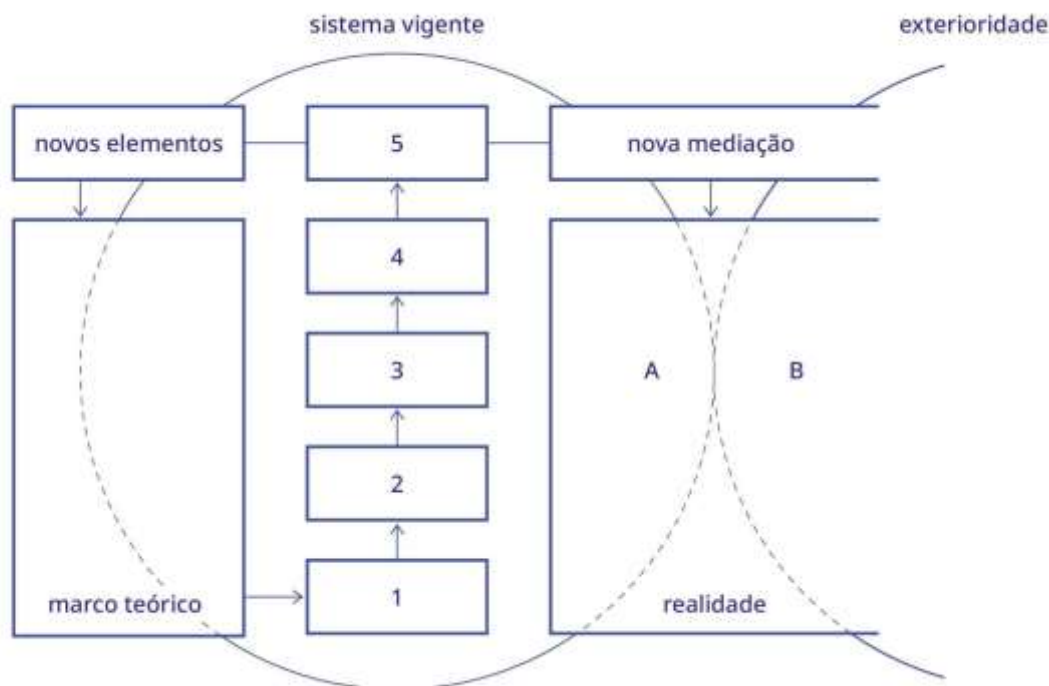 sistema vigente
exterioridade
novos elementos
5
nova mediação
4
3
A
B
2
marco teórico
1
realidade